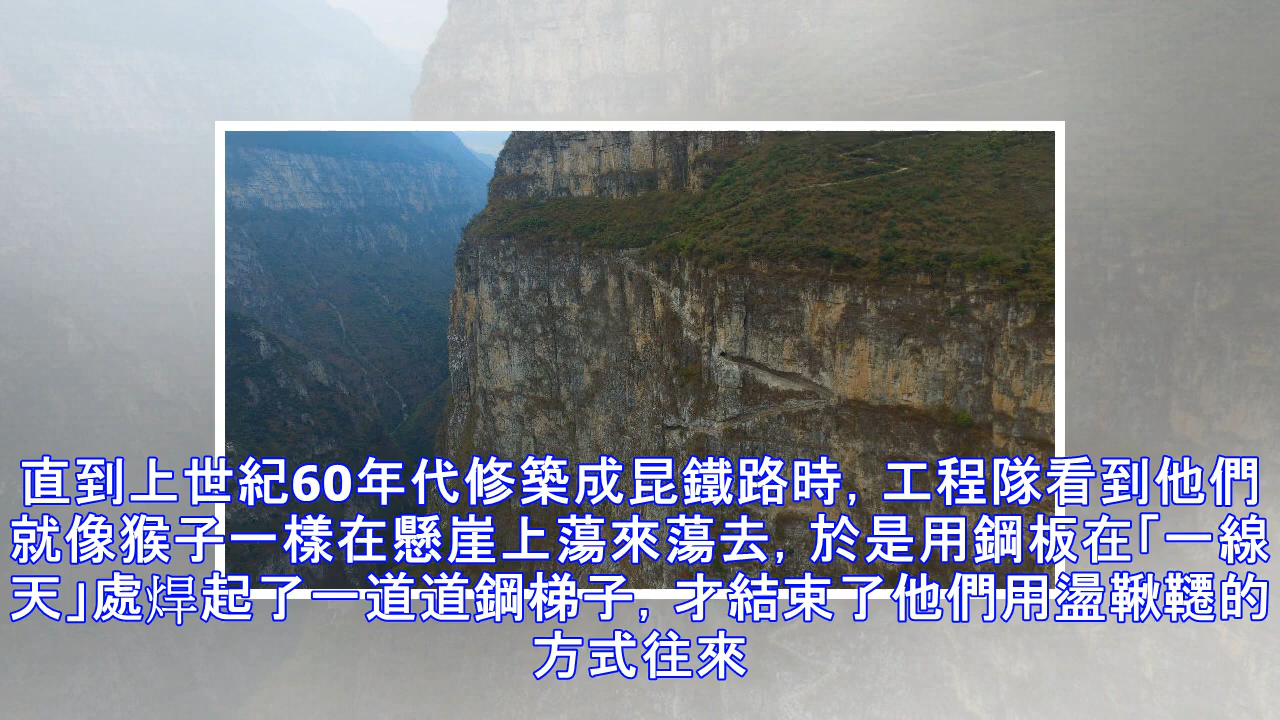 直到上世紀60年代修築成昆鐵路時, 工程隊看到他們
就像猴子一樣在懸崖上蕩來蕩去, 於是用鋼板在「一線
天」處焊起了一道道鋼梯子, 才結束了他們用盪鞦韆的
方式往來